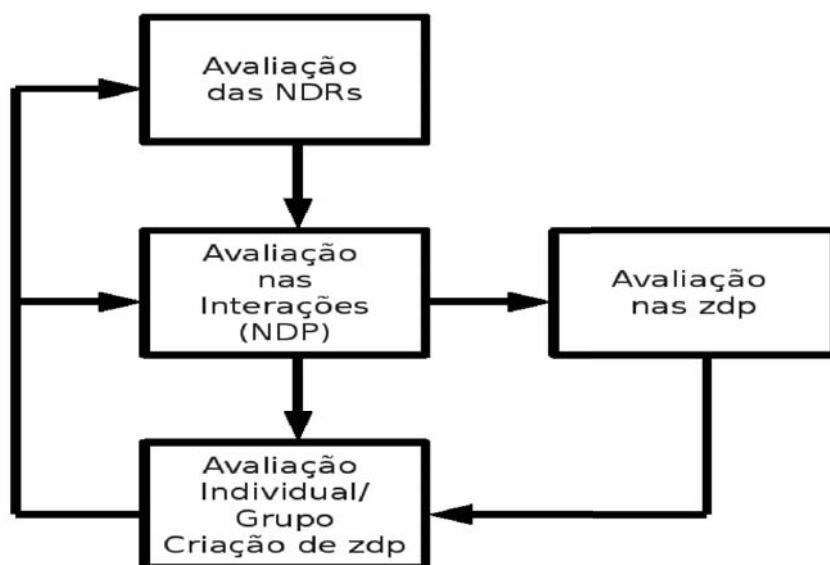 Avaliação
das NDRs
Avaliação
nas
Interações
(NDP)
Avaliação
nas zdp
Avaliação
Individual/
Grupo
Criação de zdp